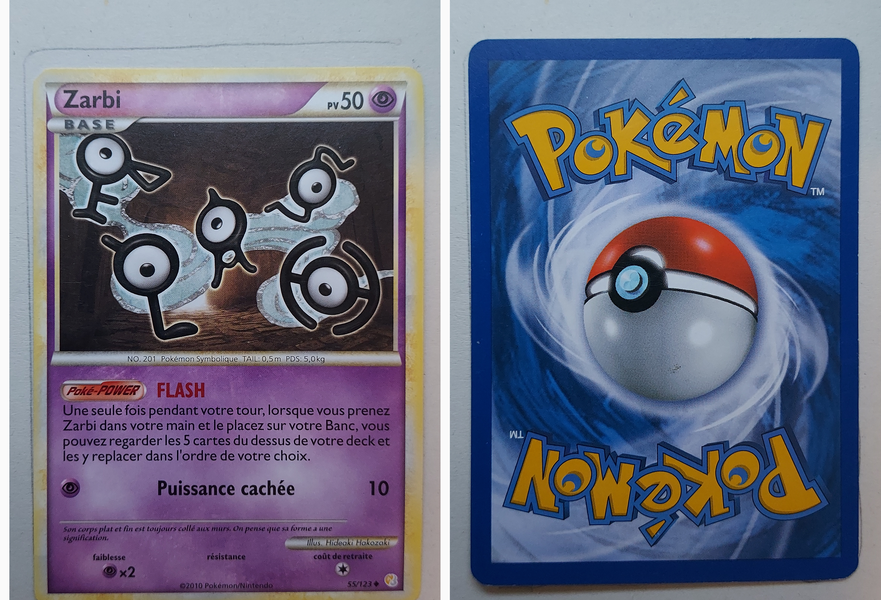 Zarbi
PV 50
BASE
NO. 201 Pokémon Symbolique TAIL: 0,5m PDS: 5,0kg
Poké-POWER FLASH
Une seule fois pendant votre tour, lorsque vous prenez
Zarbi dans votre main et le placez sur votre Banc, vous
pouvez regarder les 5 cartes du dessus de votre deck et
les y replacer dans l'ordre de votre choix.
Puissance cachée 10
Son corps plat et fin est toujours collé aux murs. On pense que sa forme a une
signification.
Illus. Hideaki Hakozaki
faiblesse résistance coût de retraite
×2
©2010 Pokémon/Nintendo 55/123
POKéMON
TM
TM
POKéMON